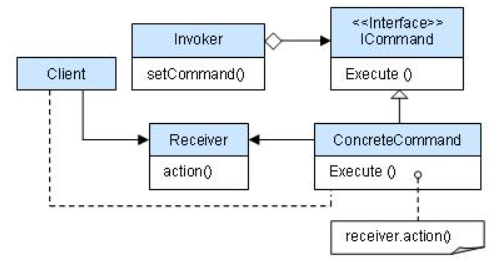 Invoker
setCommand()
<<Interface>>
ICommand
Execute ()
Client
Receiver
action()
ConcreteCommand
Execute ()
receiver.action()